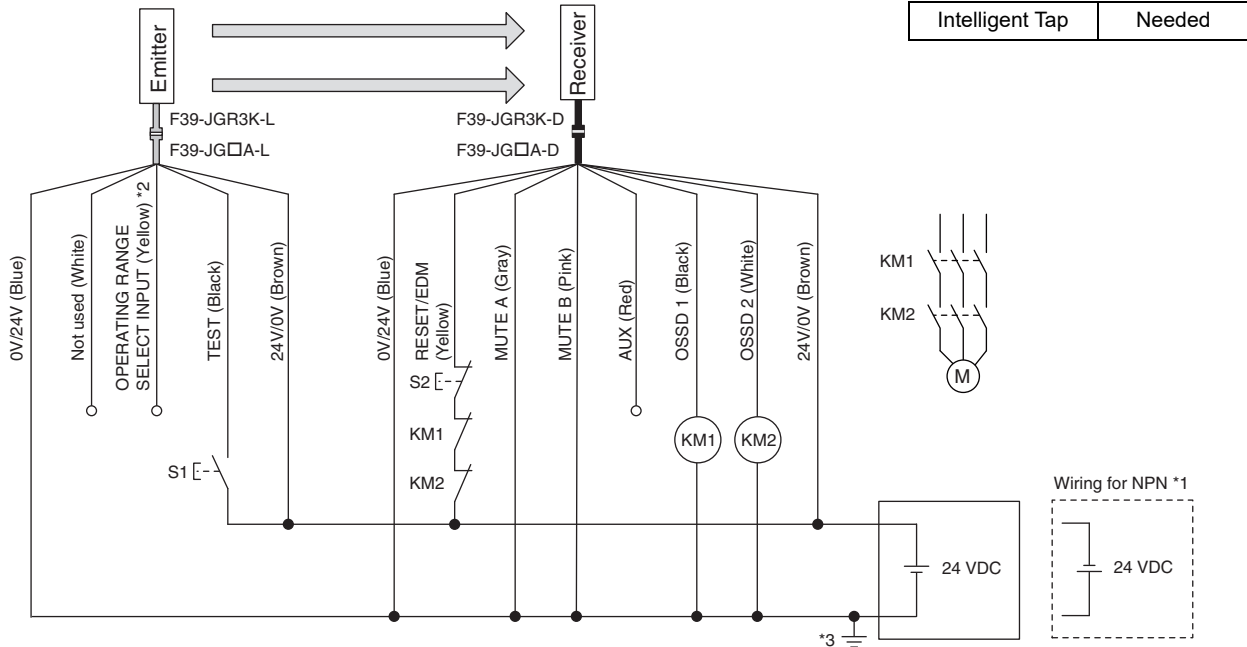 Intelligent Tap Needed
Emitter
Receiver
F39-JGR3K-L
F39-JG□A-L
F39-JGR3K-D
F39-JG□A-D
0V/24V (Blue)
Not used (White)
OPERATING RANGE
SELECT INPUT (Yellow) *2
TEST (Black)
24V/0V (Brown)
0V/24V (Blue)
RESET/EDM
(Yellow)
MUTE A (Gray)
MUTE B (Pink)
AUX (Red)
OSSD 1 (Black)
OSSD 2 (White)
24V/0V (Brown)
KM1
KM2
M
S2
KM1
KM2
KM1
KM2
S1
24 VDC
Wiring for NPN *1
24 VDC
*3